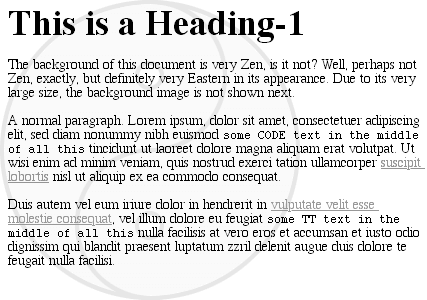 This is a Heading-1
The background of this document is very Zen, is it not? Well, perhaps not
Zen, exactly, but definitely very Eastern in its appearance. Due to its very
large size, the background image is not shown next.
A normal paragraph. Lorem ipsum, dolor sit amet, consectetuer adipiscing
elit, sed diam nonummy nibh euismod some CODE text in the middle
of all this tincidunt ut laoreet dolore magna aliquam erat volutpat. Ut
wisi enim ad minim veniam, quis nostrud exerci tation ullamcorper suscipit
lobortis nisl ut aliquip ex ea commodo consequat.
Duis autem vel eum iriure dolor in hendrerit in vulputate velit esse
molestie consequat, vel illum dolore eu feugiat some TT text in the
middle of all this nulla facilisis at vero eros et accumsan et iusto odio
dignissim qui blandit praesent luptatum zzril delenit augue duis dolore te
feugait nulla facilisi.